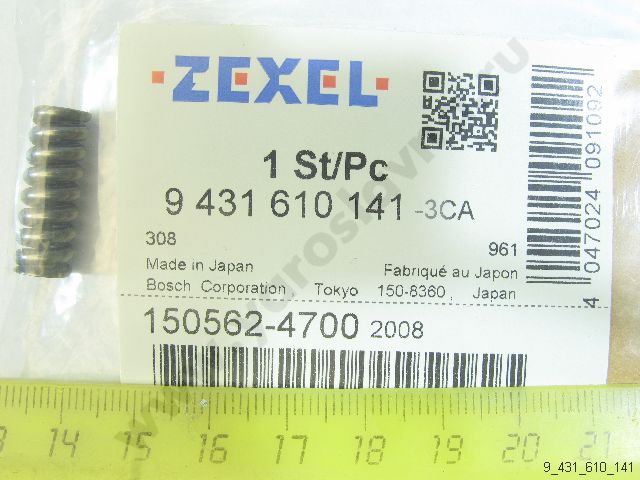 ZEXEL
1 St/Pc
9 431 610 141 -3CA
308 961
Made in Japan Fabriqué au Japon
Bosch Corporation, Tokyo 150-8360, Japan
150562-4700 2008
4 047024 091092
13 14 15 16 17 18 19 20 21
9_431_610_141